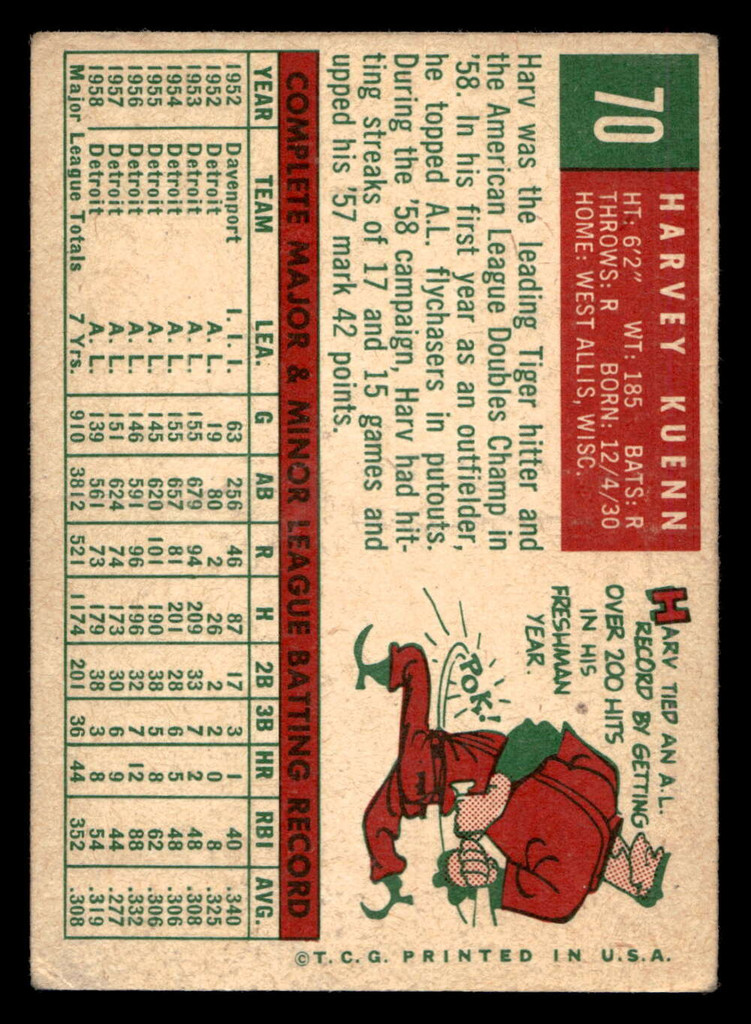 70
HARVEY KUENN
HT: 6'2" WT: 185 BATS: R
THROWS: R BORN: 12/4/30
HOME: WEST ALLIS, WISC.
Harv was the leading Tiger hitter and
the American League Doubles Champ in
'58. In his first year as an outfielder,
he topped A.L. flychasers in putouts.
During the '58 campaign, Harv had hit-
ting streaks of 17 and 15 games and
upped his '57 mark 42 points.
HARV TIED AN A.L.
RECORD BY GETTING
OVER 200 HITS
IN HIS
FRESHMAN
YEAR.
POK!
COMPLETE MAJOR & MINOR LEAGUE BATTING RECORD
YEAR TEAM LEA. G AB R H 2B 3B HR RBI AVG.
1952 Davenport I. I. I. 63 256 46 87 17 3 1 40 .340
1952 Detroit A. L. 19 80 2 26 2 2 0 8 .325
1953 Detroit A. L. 155 679 94 209 33 7 2 48 .308
1954 Detroit A. L. 155 657 81 201 28 6 5 48 .306
1955 Detroit A. L. 145 620 101 190 38 5 8 62 .306
1956 Detroit A. L. 146 591 96 196 32 7 12 88 .332
1957 Detroit A. L. 151 624 74 173 30 6 9 44 .277
1958 Detroit A. L. 139 561 73 179 38 3 8 54 .319
Major League Totals 7 Yrs. 910 3812 521 1174 201 36 44 352 .308
©T.C.G. PRINTED IN U.S.A.